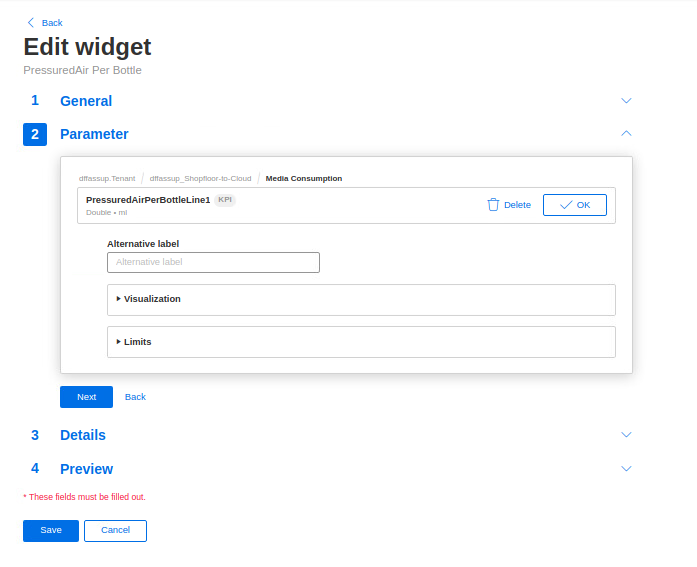 Back
Edit widget
PressuredAir Per Bottle
1 General
2 Parameter
dffassup.Tenant / dffassup_Shopfloor-to-Cloud / Media Consumption
PressuredAirPerBottleLine1 KPI
Double • ml
Delete
OK
Alternative label
Alternative label
Visualization
Limits
Next Back
3 Details
4 Preview
* These fields must be filled out.
Save Cancel